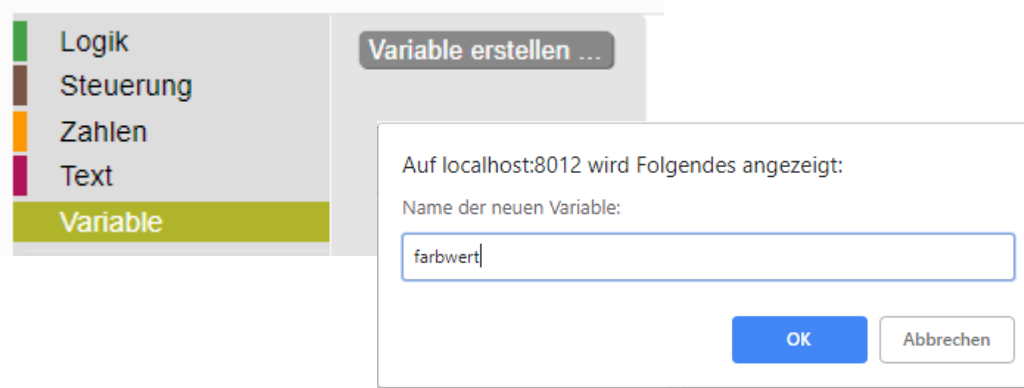 Logik
Steuerung
Zahlen
Text
Variable
Variable erstellen ...
Auf localhost:8012 wird Folgendes angezeigt:
Name der neuen Variable:
farbwert
OK
Abbrechen